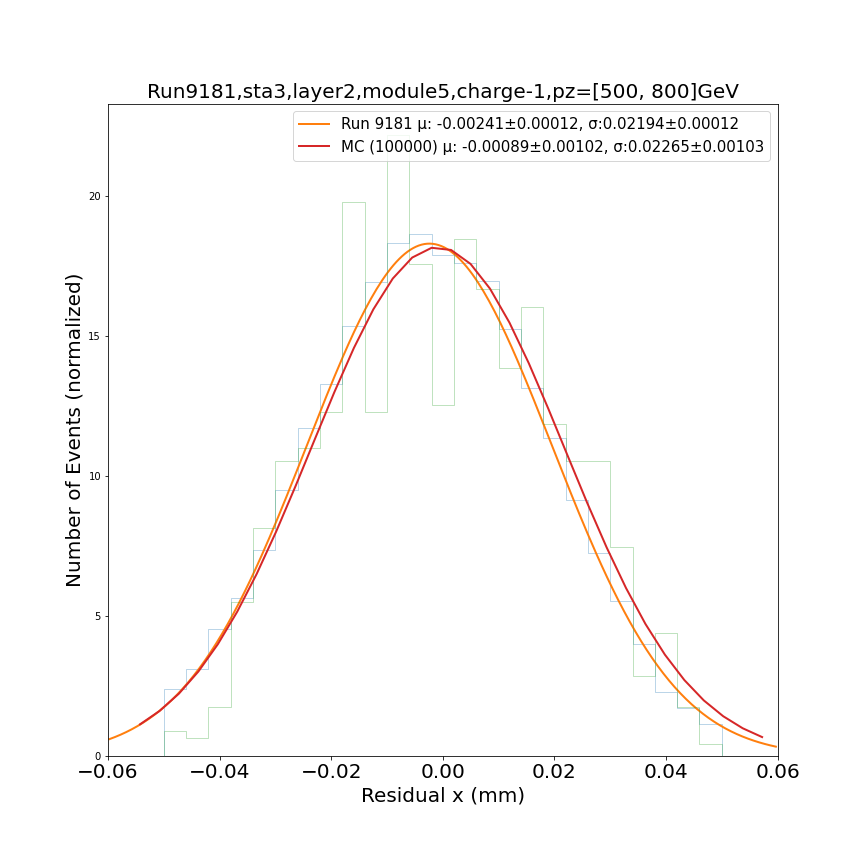 Run9181,sta3,layer2,module5,charge-1,pz=[500, 800]GeV
Run 9181 μ: -0.00241±0.00012, σ:0.02194±0.00012
MC (100000) μ: -0.00089±0.00102, σ:0.02265±0.00103
20
15
10
5
0
Number of Events (normalized)
−0.06 −0.04 −0.02 0.00 0.02 0.04 0.06
Residual x (mm)